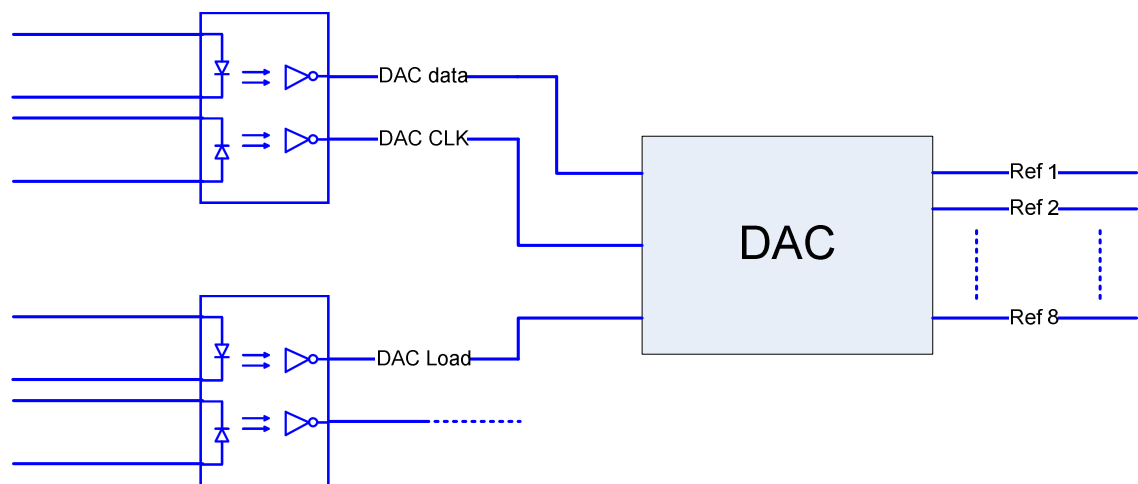 DAC data
DAC CLK
DAC
Ref 1
Ref 2
Ref 8
DAC Load